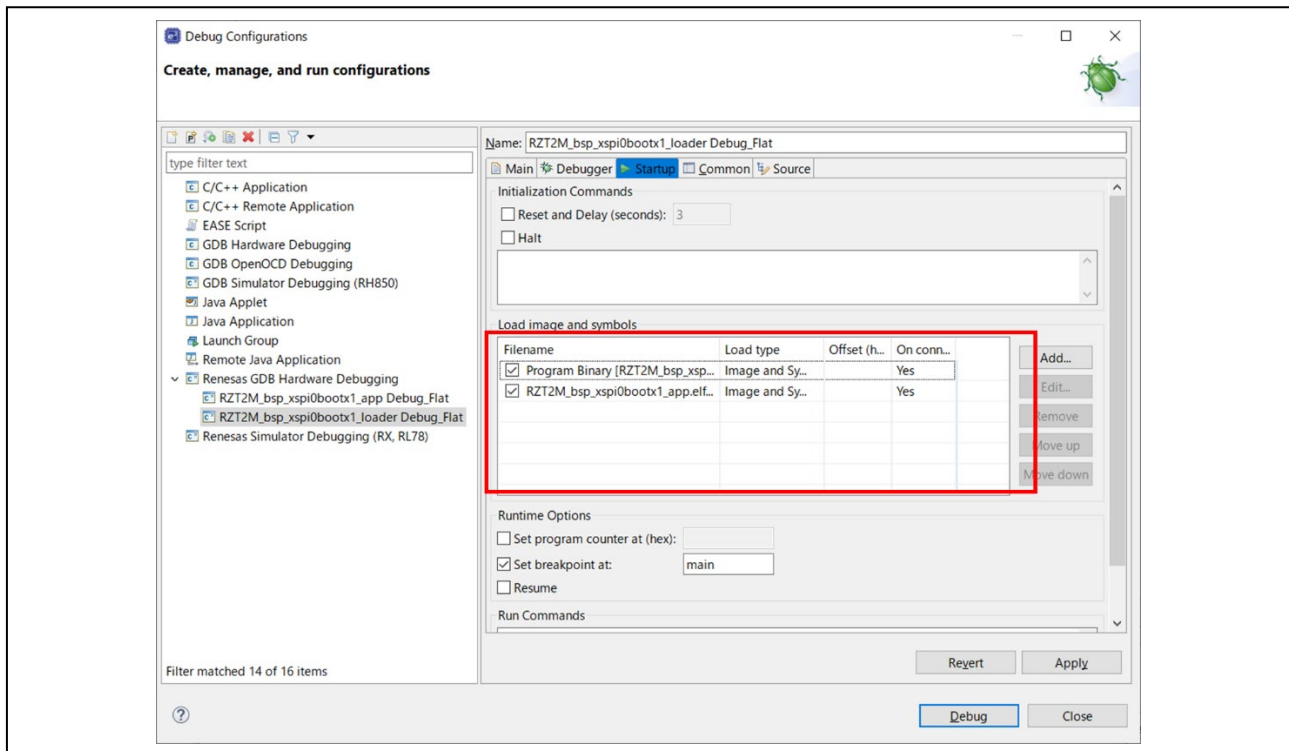 Debug Configurations
Create, manage, and run configurations
type filter text
C/C++ Application
C/C++ Remote Application
EASE Script
GDB Hardware Debugging
GDB OpenOCD Debugging
GDB Simulator Debugging (RH850)
Java Applet
Java Application
Launch Group
Remote Java Application
Renesas GDB Hardware Debugging
RZT2M_bsp_xspi0bootx1_app Debug_Flat
RZT2M_bsp_xspi0bootx1_loader Debug_Flat
Renesas Simulator Debugging (RX, RL78)
Filter matched 14 of 16 items
Name: RZT2M_bsp_xspi0bootx1_loader Debug_Flat
Main Debugger Startup Common Source
Initialization Commands
Reset and Delay (seconds): 3
Halt
Load image and symbols
Filename Load type Offset (h... On conn...
Program Binary [RZT2M_bsp_xsp... Image and Sy... Yes
RZT2M_bsp_xspi0bootx1_app.elf... Image and Sy... Yes
Add...
Edit...
Remove
Move up
Move down
Runtime Options
Set program counter at (hex):
Set breakpoint at: main
Resume
Run Commands
Revert Apply
Debug Close